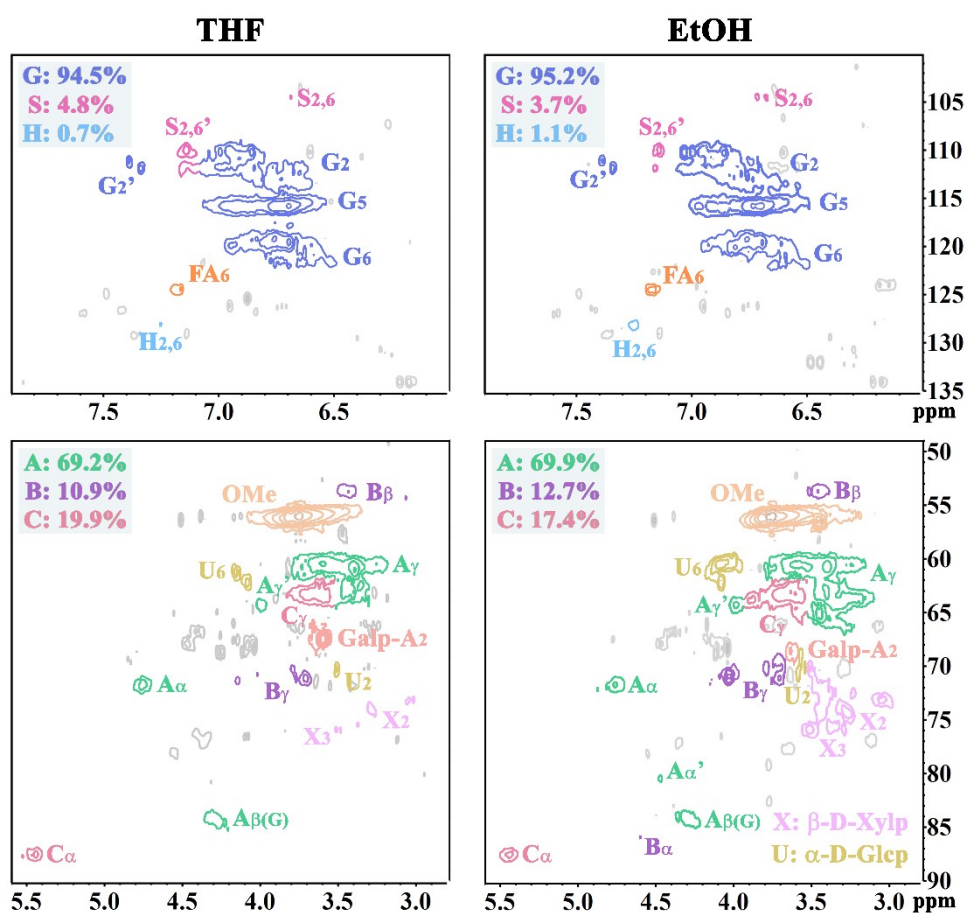 THF
EtOH
G: 94.5%
S: 4.8%
H: 0.7%
S2,6
S2,6’
G2
G2’
G5
G6
FA6
H2,6
7.5 7.0 6.5
G: 95.2%
S: 3.7%
H: 1.1%
S2,6
S2,6’
G2
G2’
G5
G6
FA6
H2,6
105
110
115
120
125
130
135
7.5 7.0 6.5 ppm
A: 69.2%
B: 10.9%
C: 19.9%
OMe
Bβ
U6
Aγ’
Aγ
Cγ
Galp-A2
Aα
Bγ
U2
X2
X3
Aβ(G)
Cα
5.5 5.0 4.5 4.0 3.5 3.0
A: 69.9%
B: 12.7%
C: 17.4%
OMe
Bβ
U6
Aγ
Aγ’
Cγ
Galp-A2
Aα
Bγ
U2
X2
X3
Aα’
Aβ(G)
X: β-D-Xylp
Bα
U: α-D-Glcp
Cα
50
55
60
65
70
75
80
85
90
5.5 5.0 4.5 4.0 3.5 3.0 ppm